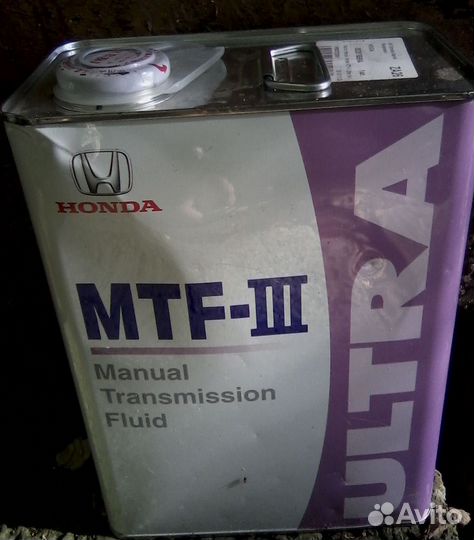 HONDA
MTF-III
Manual
Transmission
Fluid
ULTRA
Avito